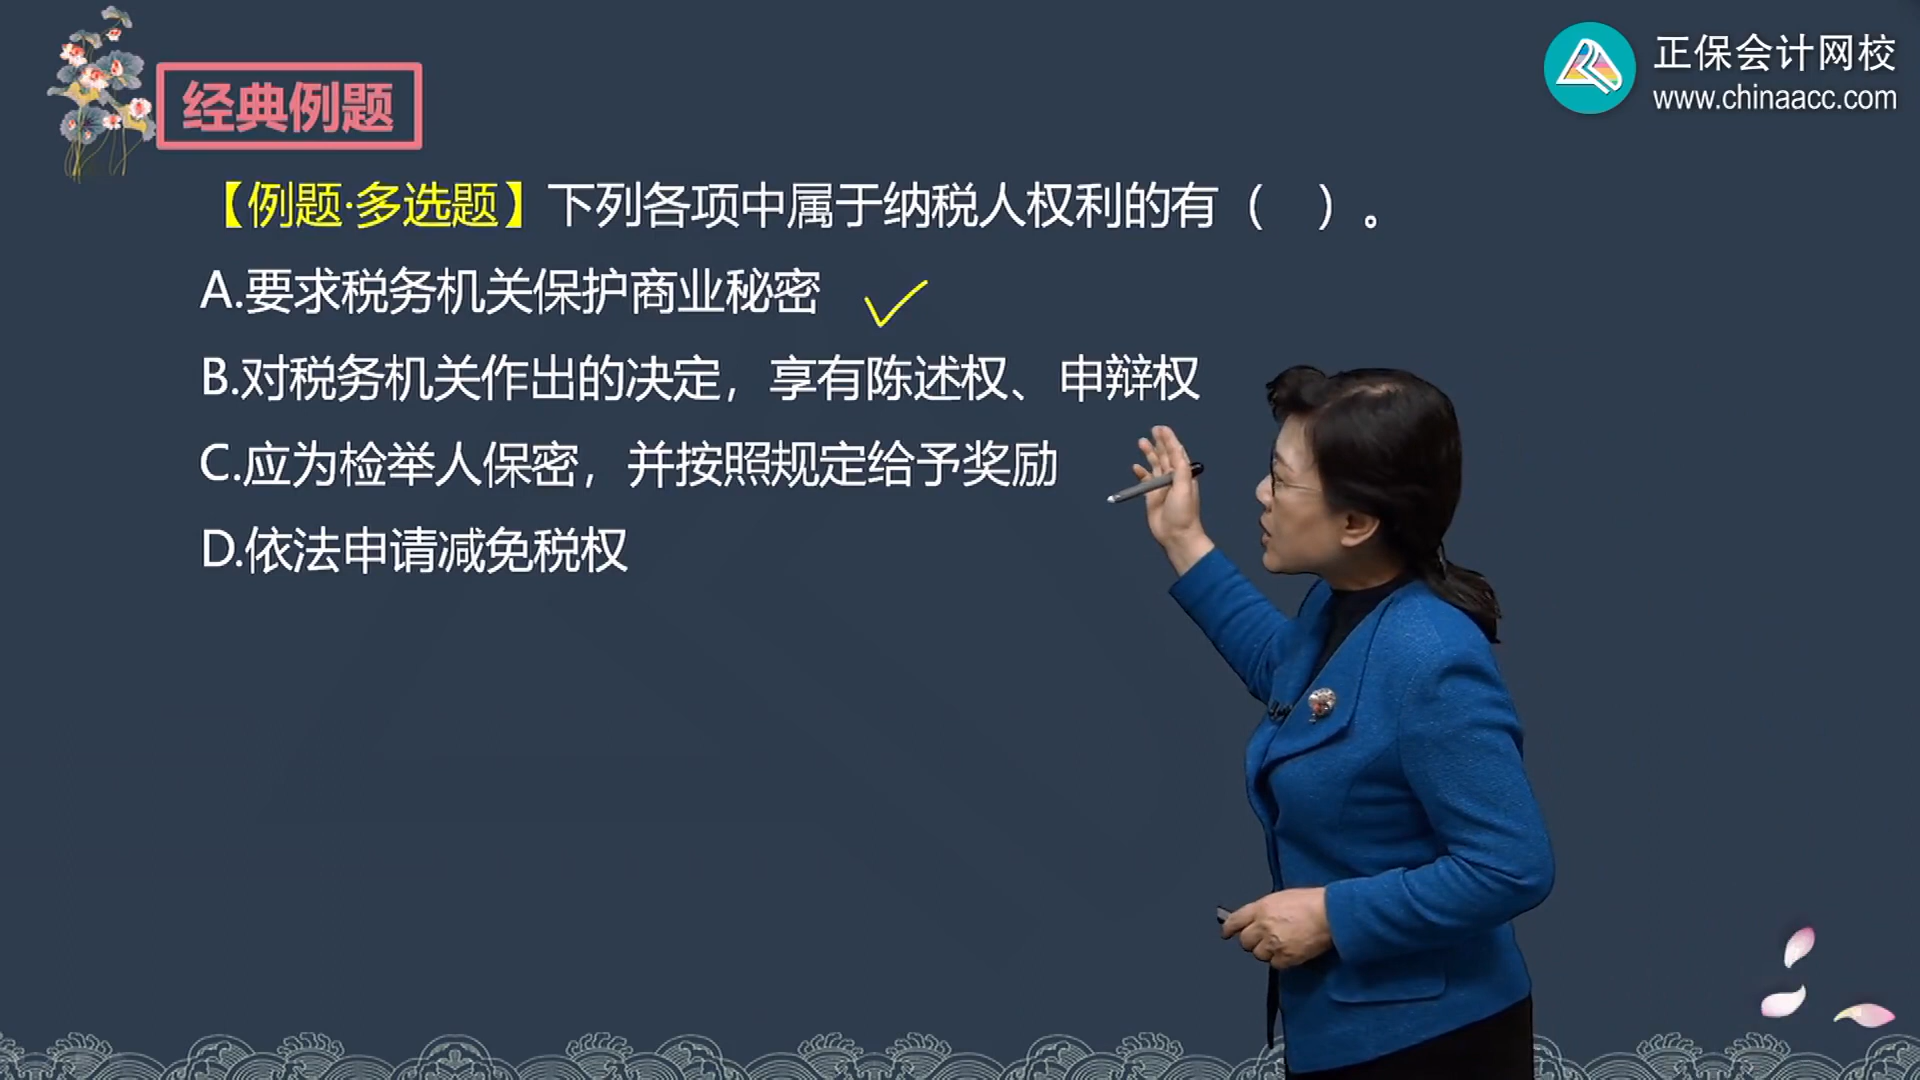 正保会计网校
www.chinaacc.com
经典例题
【例题·多选题】下列各项中属于纳税人权利的有（ ）。
A.要求税务机关保护商业秘密
B.对税务机关作出的决定，享有陈述权、申辩权
C.应为检举人保密，并按照规定给予奖励
D.依法申请减免税权